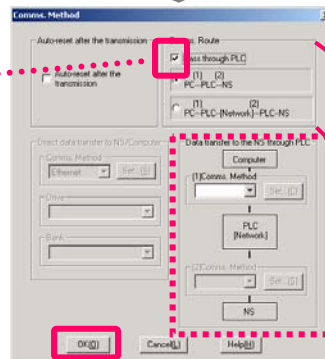 Comms. Method
Auto-reset after the transmission
Auto-reset after the
transmission
s. Route
ass through PLC
(1) (2)
PC--PLC--NS
(1) (2)
PC-PLC-[Network]-PLC-NS
Direct data transfer to NS/Computer
Comms. Method
Ethernet
Set...(S)
Drive
Bank
Data transfer to the NS through PLC
Computer
(1)Comms. Method
Set...(C)
PLC
[Network]
(2)Comms. Method
Set...(S)
NS
OK(O)
Cancel(L)
Help(H)